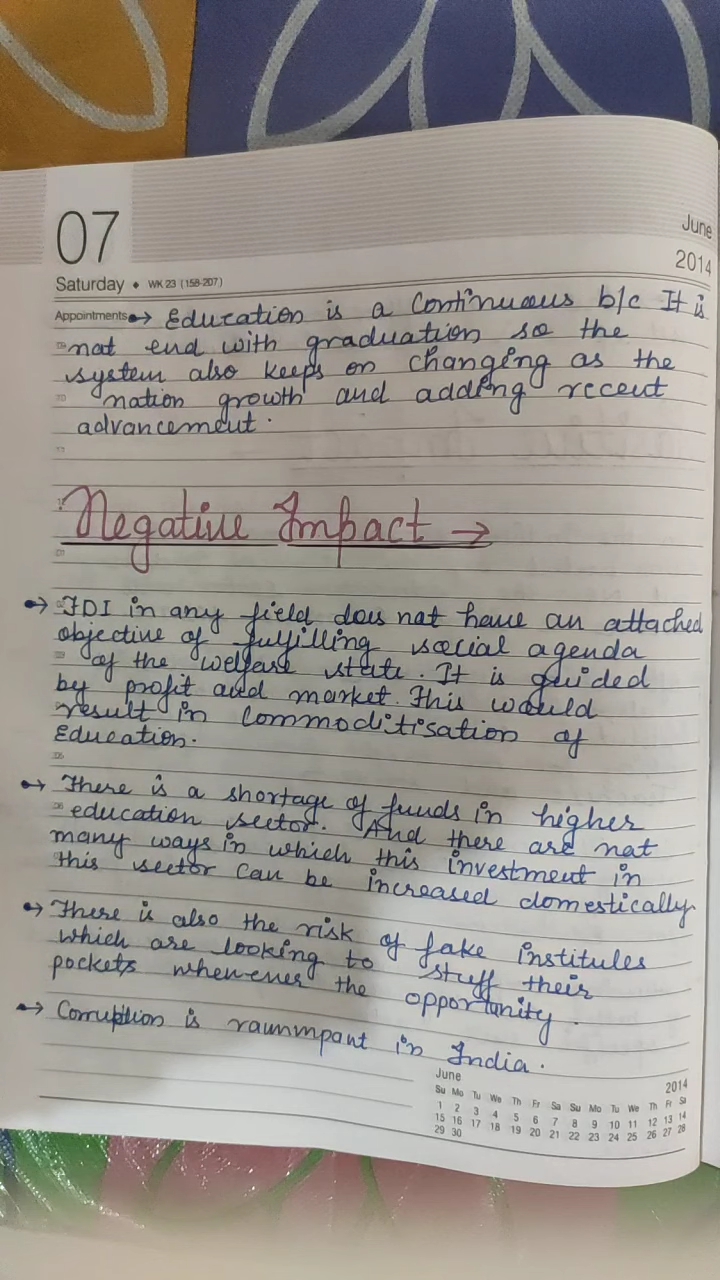 07
June
2014
Saturday • WK 23 (158-207)
Appointments → Education is a Continuous b/c It is
not end with graduation so the
system also keeps on changing as the
nation growth and adding recent
advancement.
Negative Impact →
→ FDI in any field does not have an attached
objective of fulfilling social agenda
of the welfare state. It is guided
by profit and market. This would
result in Commoditisation of
Education.
→ There is a shortage of funds in higher
education sector. And there are not
many ways in which this investment in
this sector can be increased domestically.
→ There is also the risk of fake institules
which are looking to stuff their
pockets whenever the opportunity.
→ Corruption is raummpant in India.
June 2014
Su Mo Tu We Th Fr Sa Su Mo Tu We Th Fr Sa
1 2 3 4 5 6 7 8 9 10 11 12 13 14
15 16 17 18 19 20 21 22 23 24 25 26 27 28
29 30